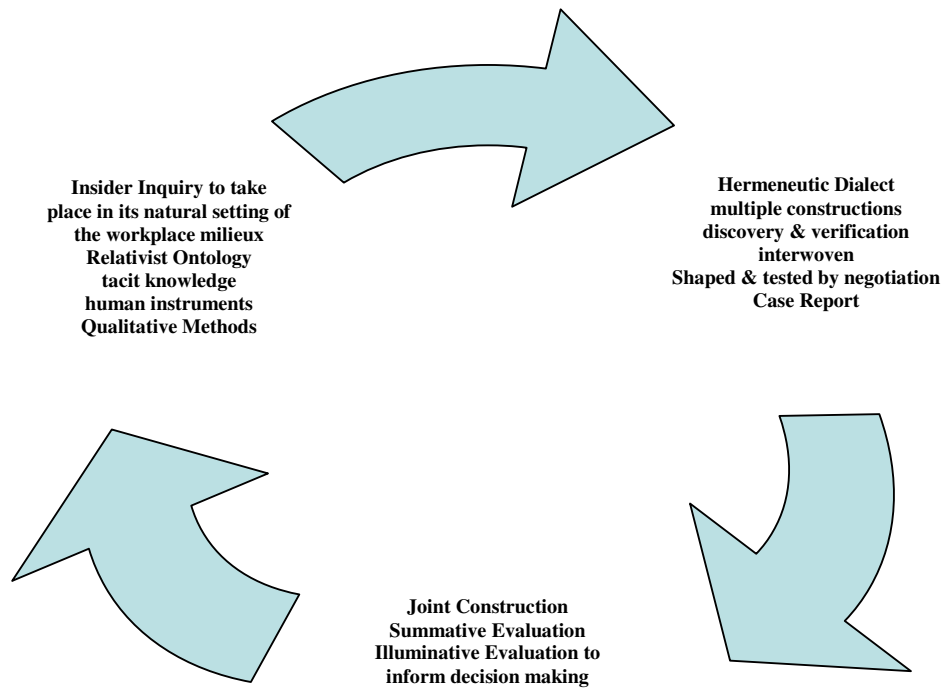 Insider Inquiry to take
place in its natural setting of
the workplace milieux
Relativist Ontology
tacit knowledge
human instruments
Qualitative Methods
Hermeneutic Dialect
multiple constructions
discovery & verification
interwoven
Shaped & tested by negotiation
Case Report
Joint Construction
Summative Evaluation
Illuminative Evaluation to
inform decision making